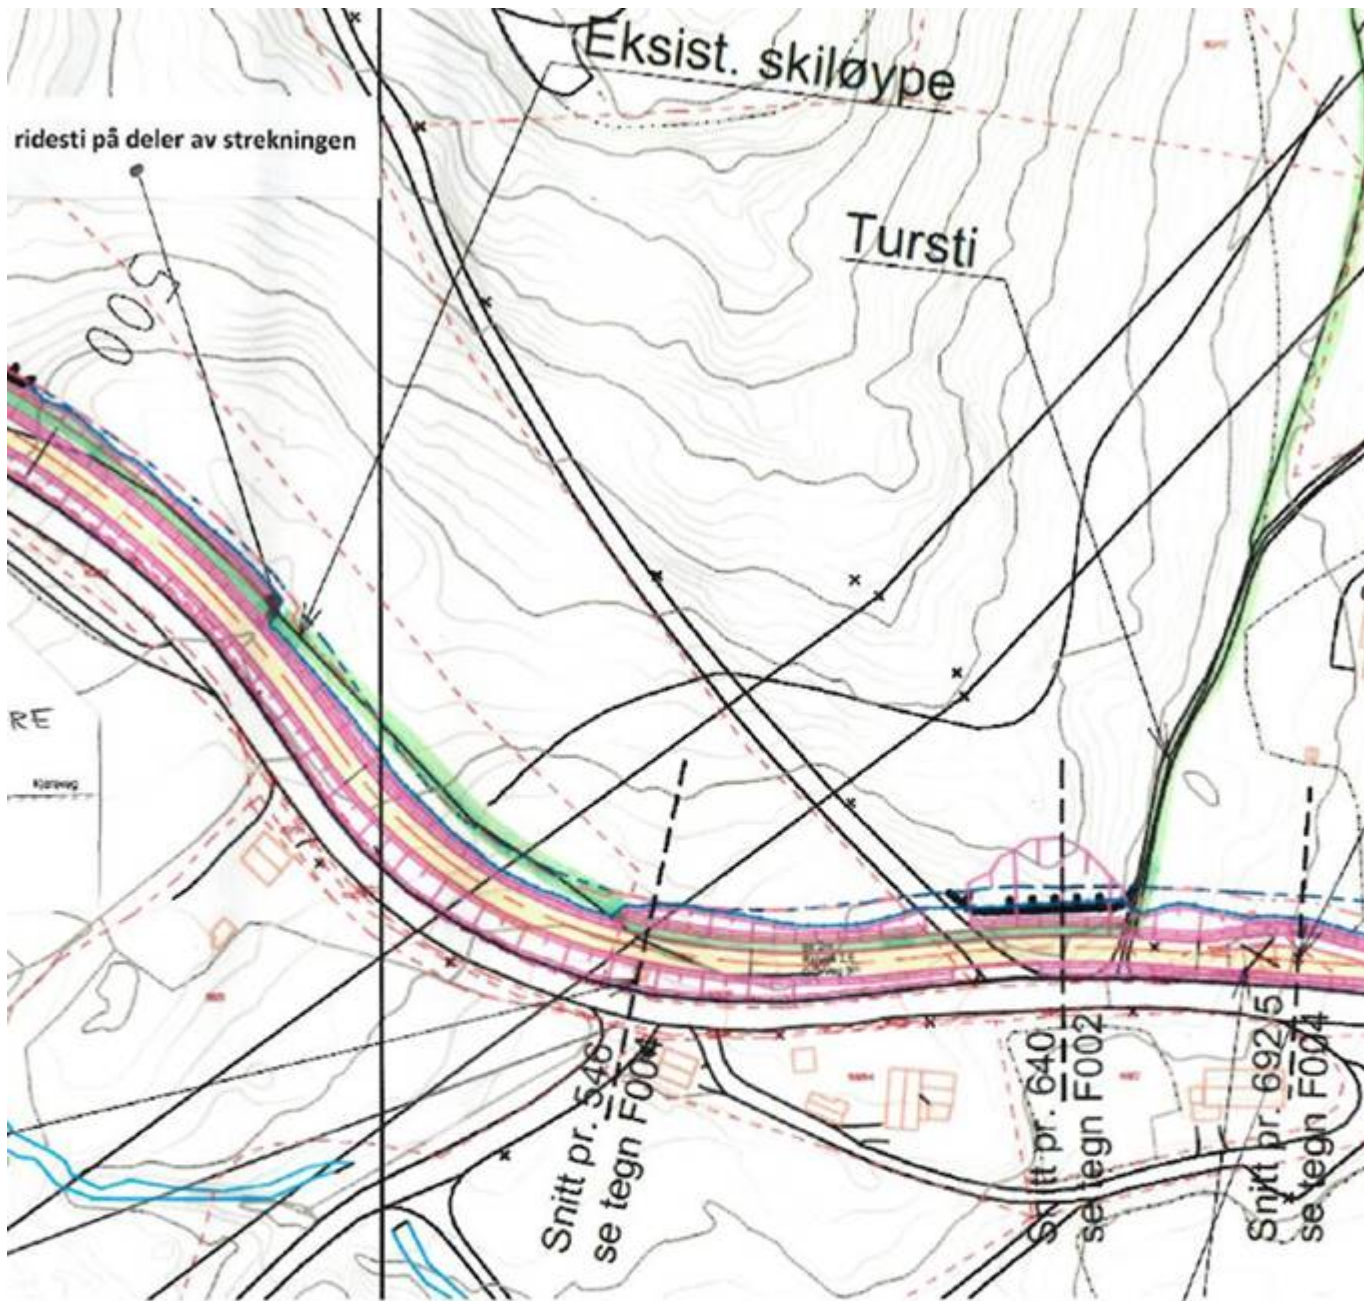 Eksist. skiløype
ridesti på deler av strekningen
Tursti
500
RE
Kjøreveg
Snitt pr. 546
se tegn F004
Snitt pr. 640
se tegn F002
Snitt pr. 692.5
se tegn F004